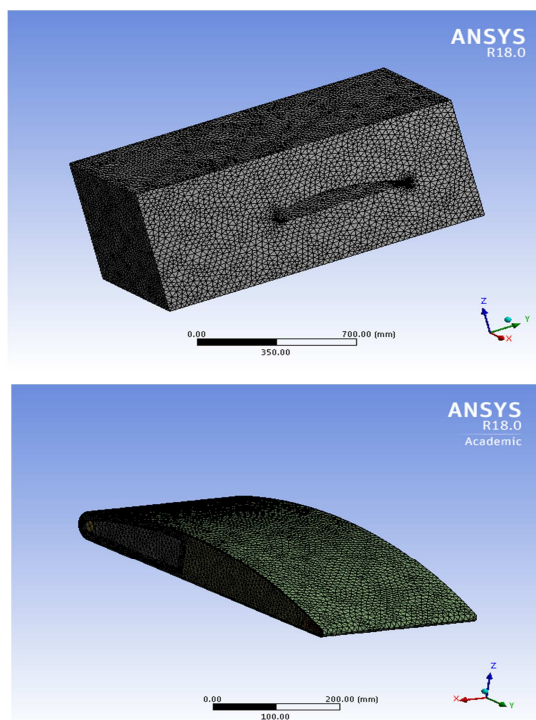 ANSYS
R18.0
0.00 700.00 (mm)
350.00
Z
Y
X
ANSYS
R18.0
Academic
0.00 200.00 (mm)
100.00
Z
X
Y